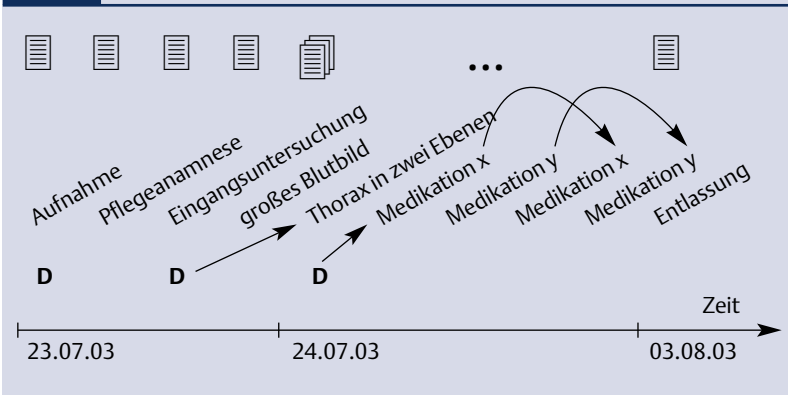 ...
Aufnahme
Pflegeanamnese
Eingangsuntersuchung
großes Blutbild
Thorax in zwei Ebenen
Medikation x
Medikation y
Medikation x
Medikation y
Entlassung
D
D
D
Zeit
23.07.03
24.07.03
03.08.03